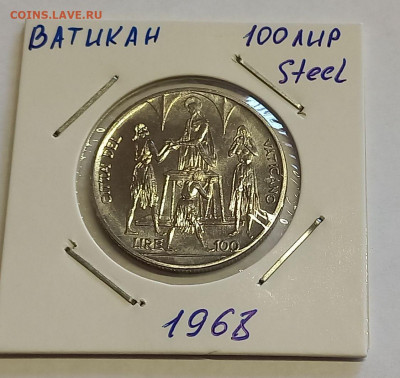 COINS.LAVE.RU
ВАТИКАН 100 лир
Steel
CITTA' DEL VATICANO
LIRE 100
1968